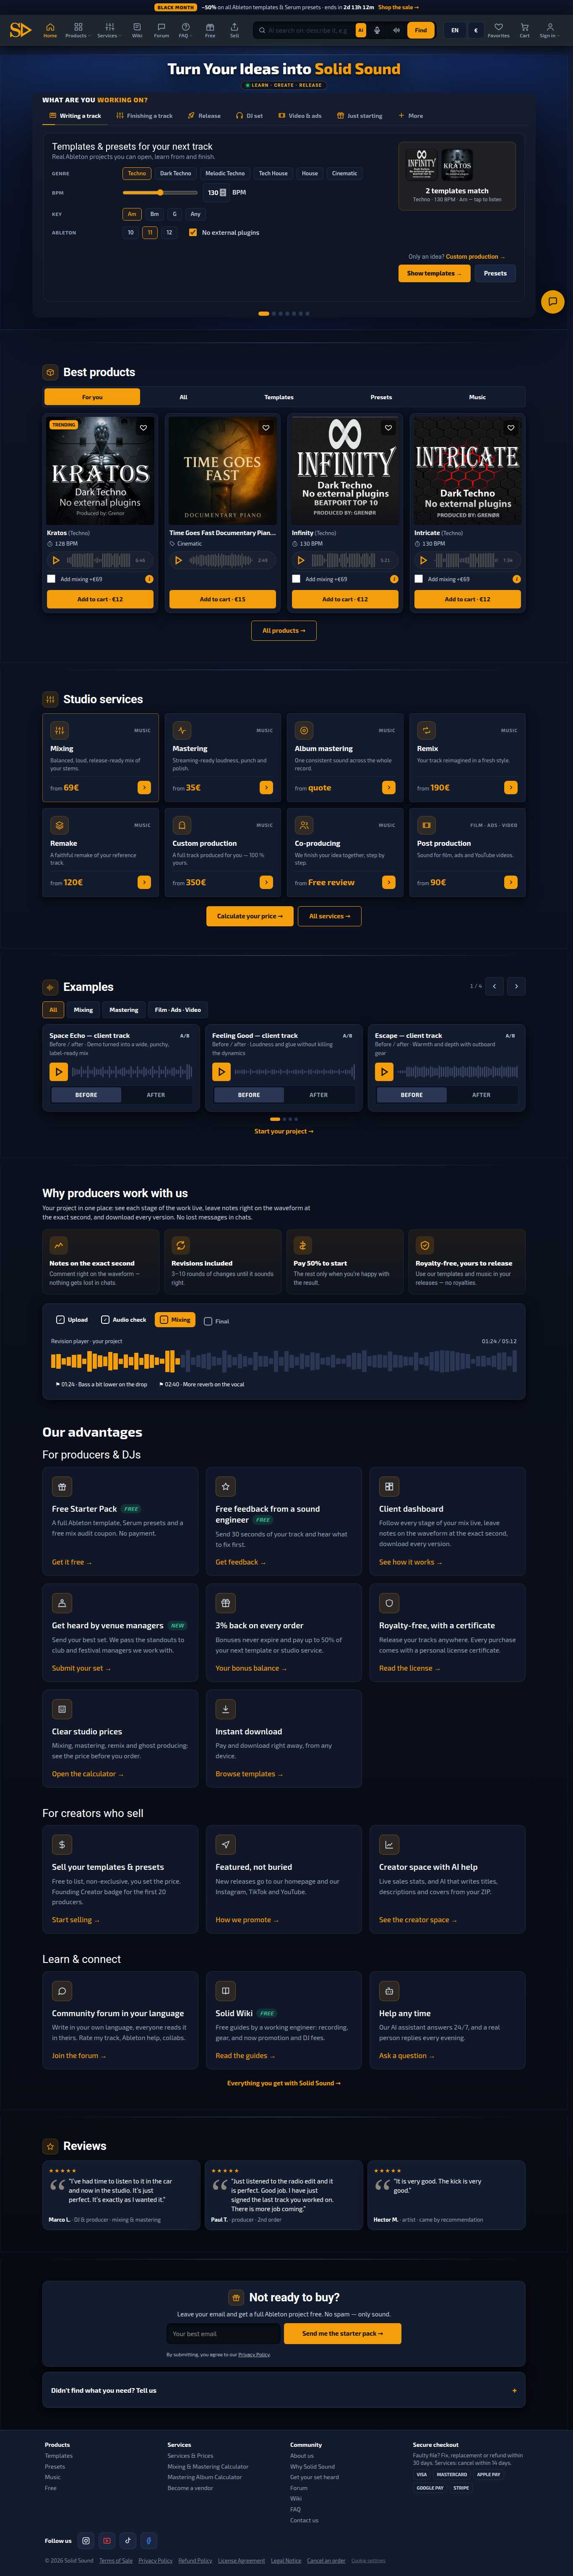 BLACK MONTH −50% on all Ableton templates & Serum presets · ends in 2d 13h 12m Shop the sale →
Home Products Services Wiki Forum FAQ Free Sell AI search on: describe it, e.g AI Find EN € Favorites Cart Sign in
Turn Your Ideas into Solid Sound
LEARN · CREATE · RELEASE
WHAT ARE YOU WORKING ON?
Writing a track Finishing a track Release DJ set Video & ads Just starting More
Templates & presets for your next track
Real Ableton projects you can open, learn from and finish.
GENRE Techno Dark Techno Melodic Techno Tech House House Cinematic
BPM 130 BPM
KEY Am Bm G Any
ABLETON 10 11 12 No external plugins
2 templates match
Techno · 130 BPM · Am — tap to listen
Only an idea? Custom production →
Show templates → Presets
Best products
For you All Templates Presets Music
TRENDING
KRATOS
Dark Techno
No external plugins
Produced by: Grenor
Kratos (Techno)
128 BPM
6:46
Add mixing +€69
Add to cart · €12
TIME GOES FAST
DOCUMENTARY PIANO
Time Goes Fast Documentary Pian...
Cinematic
2:48
Add mixing +€69
Add to cart · €15
INFINITY
Dark Techno
No external plugins
BEATPORT TOP 10
PRODUCED BY: GRENØR
Infinity (Techno)
130 BPM
5:21
Add mixing +€69
Add to cart · €12
INTRICATE
Dark Techno
No external plugins
PRODUCED BY: GRENØR
Intricate (Techno)
130 BPM
7:34
Add mixing +€69
Add to cart · €12
All products →
Studio services
MUSIC
Mixing
Balanced, loud, release-ready mix of your stems.
from 69€
MUSIC
Mastering
Streaming-ready loudness, punch and polish.
from 35€
MUSIC
Album mastering
One consistent sound across the whole record.
from quote
MUSIC
Remix
Your track reimagined in a fresh style.
from 190€
MUSIC
Remake
A faithful remake of your reference track.
from 120€
MUSIC
Custom production
A full track produced for you — 100 % yours.
from 350€
MUSIC
Co-producing
We finish your idea together, step by step.
from Free review
FILM · ADS · VIDEO
Post production
Sound for film, ads and YouTube videos.
from 90€
Calculate your price → All services →
Examples
1 / 4
All Mixing Mastering Film · Ads · Video
Space Echo — client track A/B
Before / after · Demo turned into a wide, punchy, label-ready mix
BEFORE AFTER
Feeling Good — client track A/B
Before / after · Loudness and glue without killing the dynamics
BEFORE AFTER
Escape — client track A/B
Before / after · Warmth and depth with outboard gear
BEFORE AFTER
Start your project →
Why producers work with us
Your project in one place: see each stage of the work live, leave notes right on the waveform at
the exact second, and download every version. No lost messages in chats.
Notes on the exact second
Comment right on the waveform — nothing gets lost in chats.
Revisions included
3–10 rounds of changes until it sounds right.
Pay 50% to start
The rest only when you're happy with the result.
Royalty-free, yours to release
Use our templates and music in your releases — no royalties.
Upload Audio check Mixing Final
Revision player · your project 01:24 / 05:12
01:24 · Bass a bit lower on the drop 02:40 · More reverb on the vocal
Our advantages
For producers & DJs
Free Starter Pack FREE
A full Ableton Template, Serum presets and a free mix audit coupon. No payment.
Get it free →
Free feedback from a sound engineer FREE
Send 30 seconds of your track and hear what to fix first.
Get feedback →
Client dashboard
Follow every stage of your mix live, leave notes on the waveform at the exact second, download every version.
See how it works →
Get heard by venue managers NEW
Send your best set. We pass the standouts to club and festival managers we work with.
Submit your set →
3% back on every order
Bonuses never expire and pay up to 50% of your next template or studio service.
Your bonus balance →
Royalty-free, with a certificate
Release your tracks anywhere. Every purchase comes with a personal license certificate.
Read the license →
Clear studio prices
Mixing, mastering, remix and ghost producing: see the price before you order.
Open the calculator →
Instant download
Pay and download right away, from any device.
Browse templates →
For creators who sell
Sell your templates & presets
Free to list, non-exclusive, you set the price. Founding Creator badge for the first 20 producers.
Start selling →
Featured, not buried
New releases go to our homepage and our Instagram, TikTok and YouTube.
How we promote →
Creator space with AI help
Live sales stats, and AI that writes titles, descriptions and covers from your ZIP.
See the creator space →
Learn & connect
Community forum in your language
Write in your own language, everyone reads it in theirs. Rate my track, Ableton help, collabs.
Join the forum →
Solid Wiki FREE
Free guides by a working engineer: recording, gear, and now promotion and DJ fees.
Read the guides →
Help any time
Our AI assistant answers 24/7, and a real person replies every evening.
Ask a question →
Everything you get with Solid Sound →
Reviews
★★★★★
“I've had time to listen to it in the car and now in the studio. It's just perfect. It's exactly as I wanted it.”
Marco L. · DJ & producer · mixing & mastering
★★★★★
“Just listened to the radio edit and it is perfect. Good job. I have just signed the last track you worked on. There is more job coming.”
Paul T. · producer · 2nd order
★★★★★
“It is very good. The kick is very good.”
Hector M. · artist · came by recommendation
Not ready to buy?
Leave your email and get a full Ableton project free. No spam — only sound.
Your best email Send me the starter pack →
By submitting, you agree to our Privacy Policy.
Didn't find what you need? Tell us +
Products
Templates
Presets
Music
Free
Services
Services & Prices
Mixing & Mastering Calculator
Mastering Album Calculator
Become a vendor
Community
About us
Why Solid Sound
Get your set heard
Forum
Wiki
FAQ
Contact us
Secure checkout
Faulty file? Fix, replacement or refund within 30 days. Services: cancel within 14 days.
VISA MASTERCARD APPLE PAY
GOOGLE PAY STRIPE
Follow us
© 2026 Solid Sound Terms of Sale Privacy Policy Refund Policy License Agreement Legal Notice Cancel an order Cookie settings